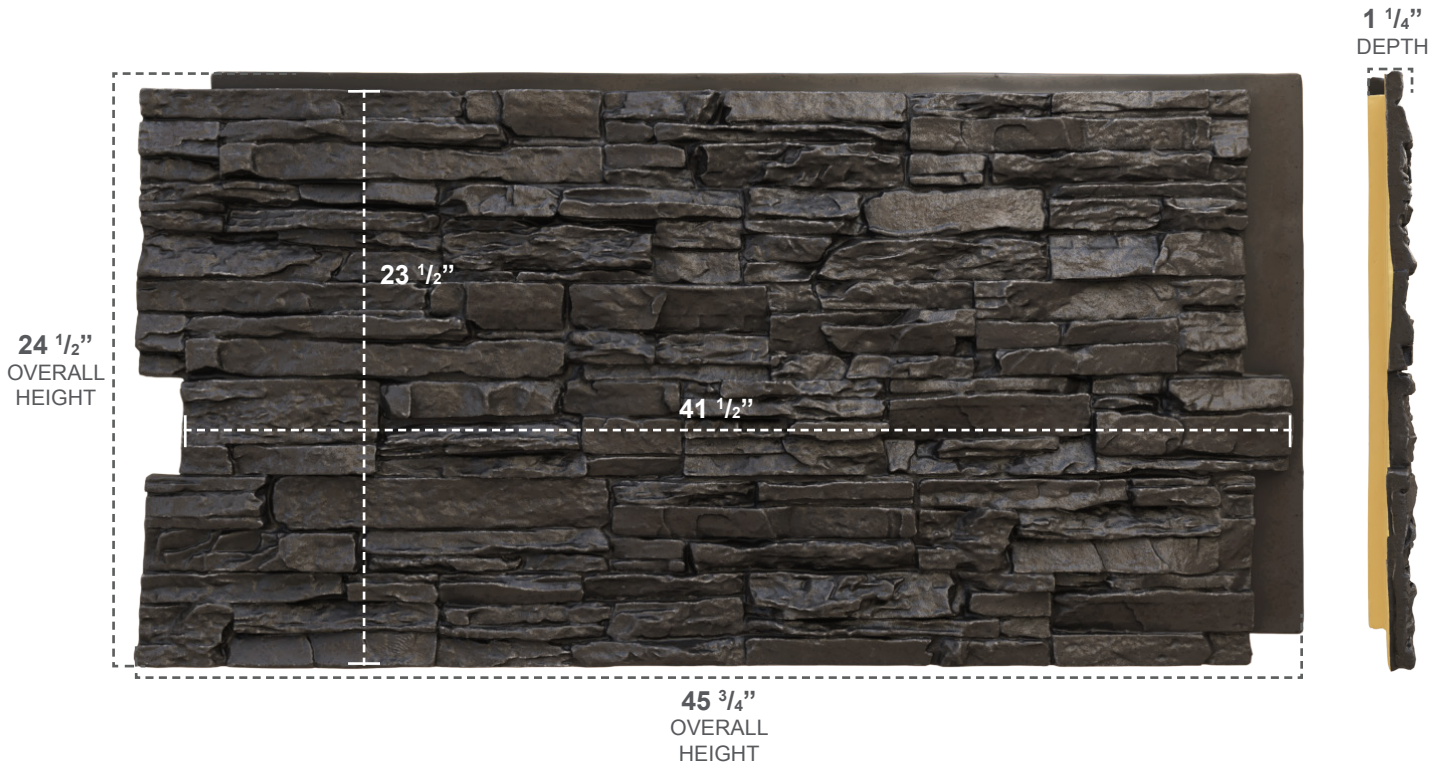 1 1/4”
DEPTH
23 1/2”
24 1/2”
OVERALL
HEIGHT
41 1/2”
45 3/4”
OVERALL
HEIGHT